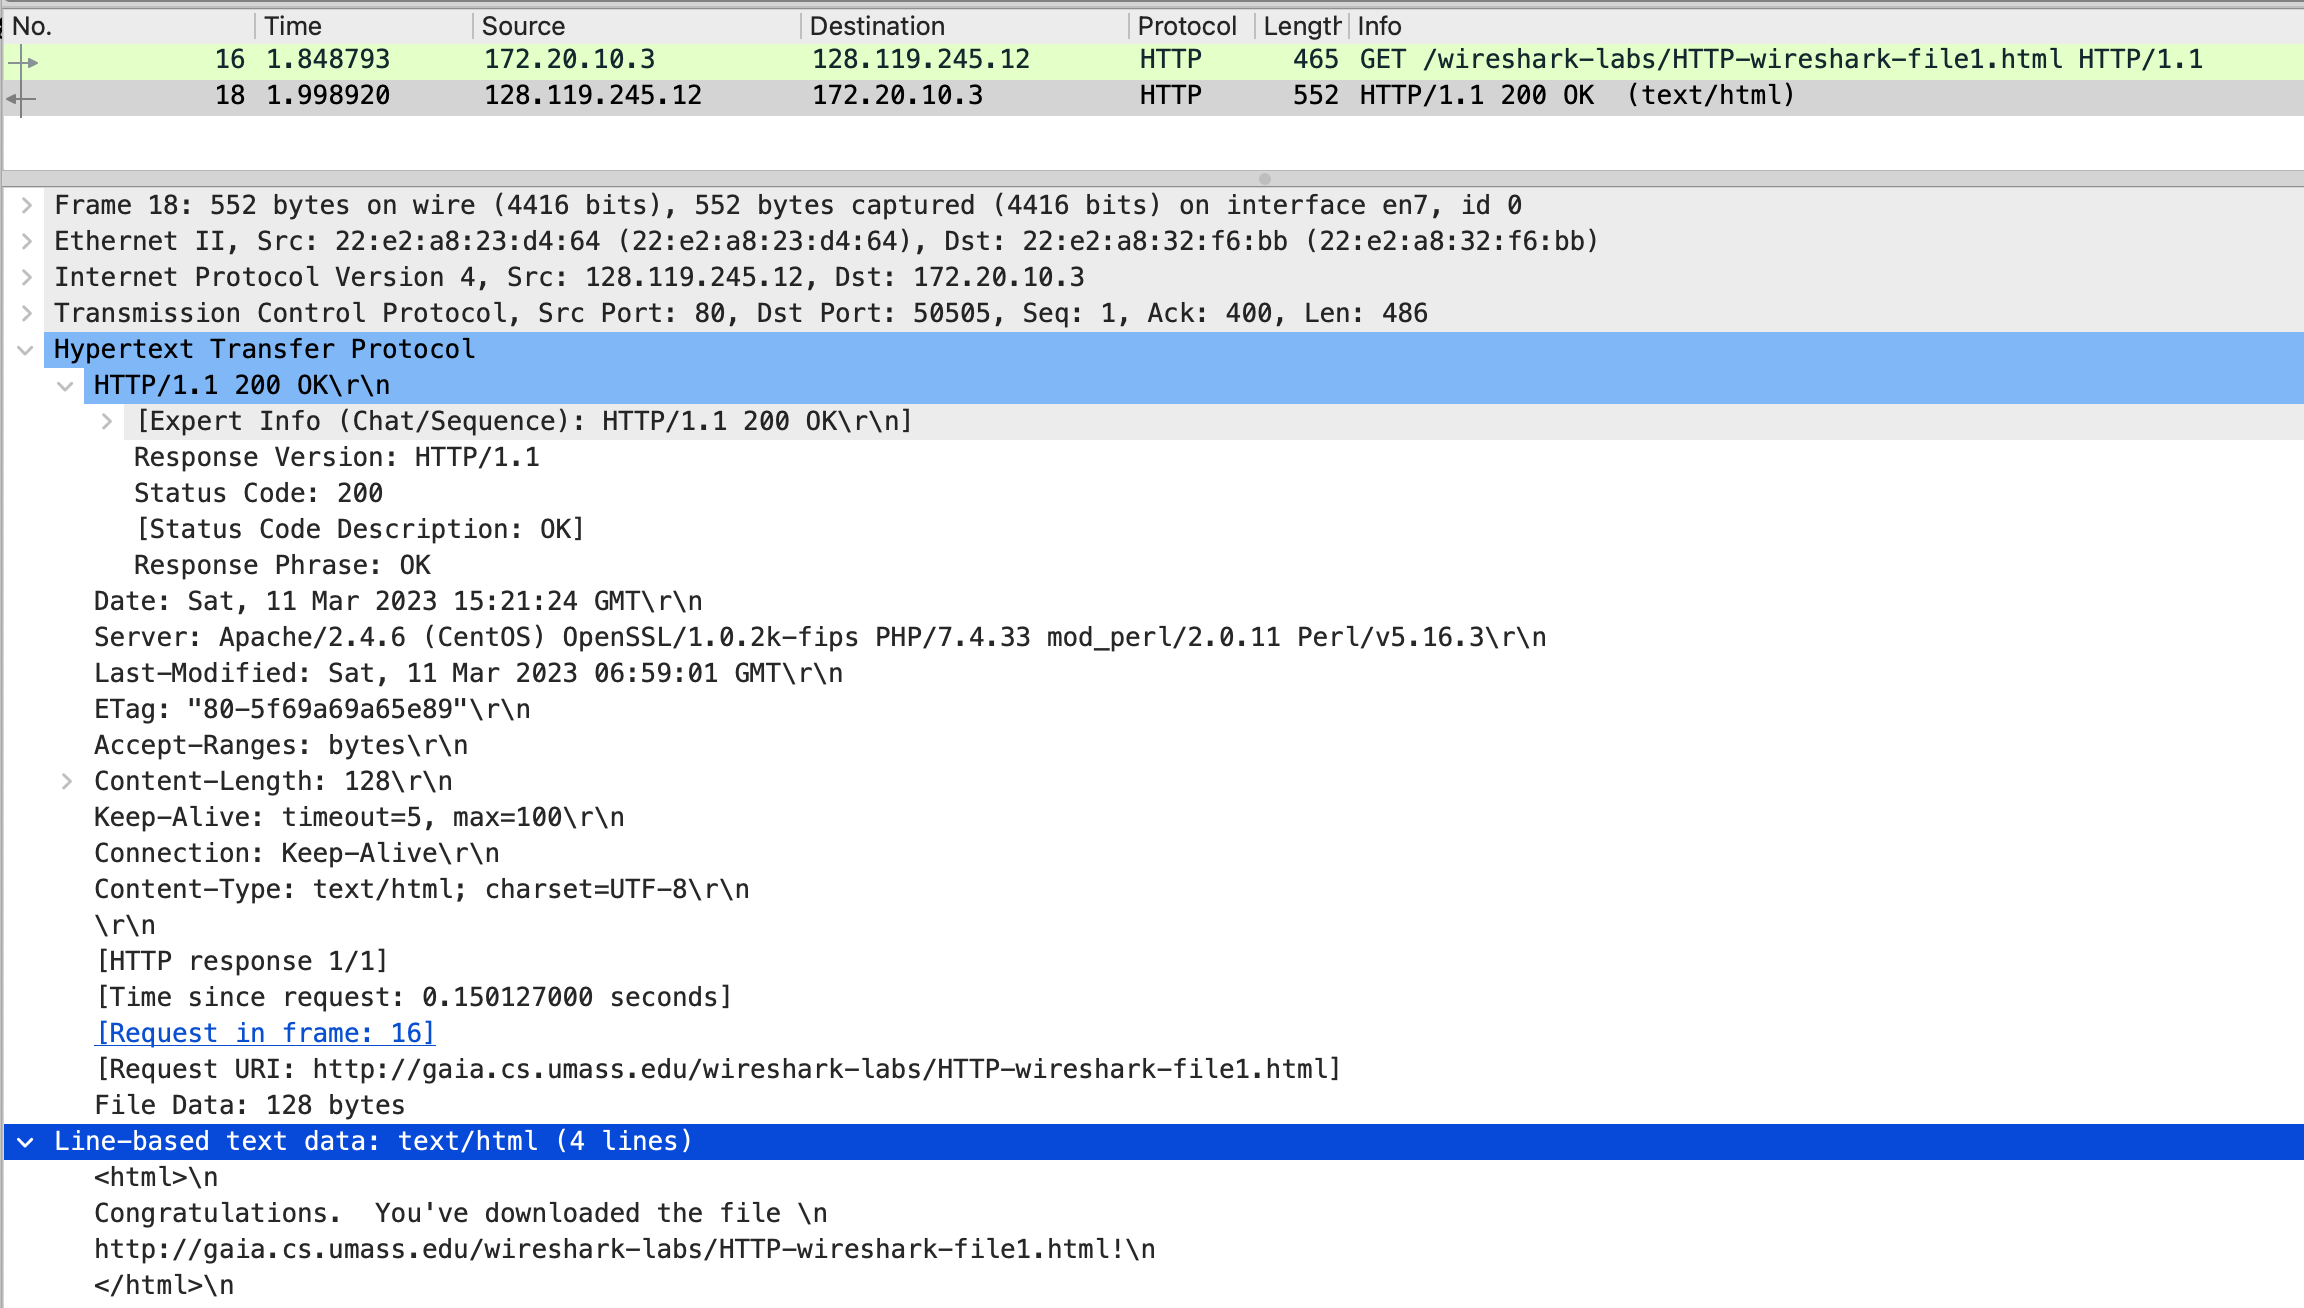 No. Time Source Destination Protocol Length Info
16 1.848793 172.20.10.3 128.119.245.12 HTTP 465 GET /wireshark-labs/HTTP-wireshark-file1.html HTTP/1.1
18 1.998920 128.119.245.12 172.20.10.3 HTTP 552 HTTP/1.1 200 OK  (text/html)
Frame 18: 552 bytes on wire (4416 bits), 552 bytes captured (4416 bits) on interface en7, id 0
Ethernet II, Src: 22:e2:a8:23:d4:64 (22:e2:a8:23:d4:64), Dst: 22:e2:a8:32:f6:bb (22:e2:a8:32:f6:bb)
Internet Protocol Version 4, Src: 128.119.245.12, Dst: 172.20.10.3
Transmission Control Protocol, Src Port: 80, Dst Port: 50505, Seq: 1, Ack: 400, Len: 486
Hypertext Transfer Protocol
HTTP/1.1 200 OK\r\n
[Expert Info (Chat/Sequence): HTTP/1.1 200 OK\r\n]
Response Version: HTTP/1.1
Status Code: 200
[Status Code Description: OK]
Response Phrase: OK
Date: Sat, 11 Mar 2023 15:21:24 GMT\r\n
Server: Apache/2.4.6 (CentOS) OpenSSL/1.0.2k-fips PHP/7.4.33 mod_perl/2.0.11 Perl/v5.16.3\r\n
Last-Modified: Sat, 11 Mar 2023 06:59:01 GMT\r\n
ETag: "80-5f69a69a65e89"\r\n
Accept-Ranges: bytes\r\n
Content-Length: 128\r\n
Keep-Alive: timeout=5, max=100\r\n
Connection: Keep-Alive\r\n
Content-Type: text/html; charset=UTF-8\r\n
\r\n
[HTTP response 1/1]
[Time since request: 0.150127000 seconds]
[Request in frame: 16]
[Request URI: http://gaia.cs.umass.edu/wireshark-labs/HTTP-wireshark-file1.html]
File Data: 128 bytes
Line-based text data: text/html (4 lines)
<html>\n
Congratulations.  You've downloaded the file \n
http://gaia.cs.umass.edu/wireshark-labs/HTTP-wireshark-file1.html!\n
</html>\n